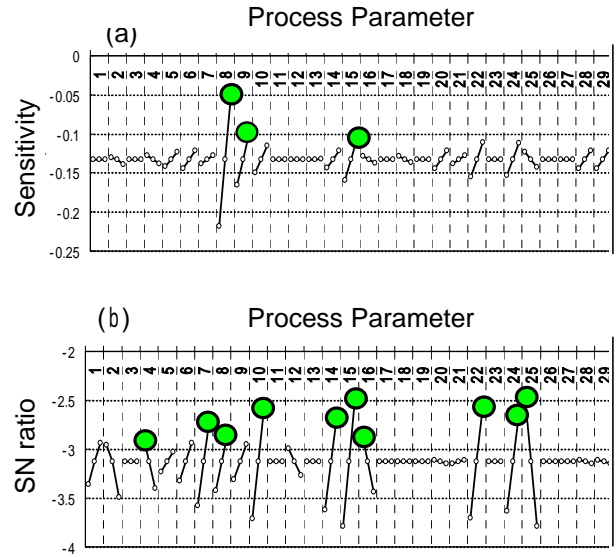 Process Parameter
(a)
0
-0.05
-0.1
-0.15
-0.2
-0.25
Sensitivity
1 2 3 4 5 6 7 8 9 10 11 12 13 14 15 16 17 18 19 20 21 22 23 24 25 26 27 28 29
(b)
Process Parameter
-2
-2.5
-3
-3.5
-4
SN ratio
1 2 3 4 5 6 7 8 9 10 11 12 13 14 15 16 17 18 19 20 21 22 23 24 25 26 27 28 29